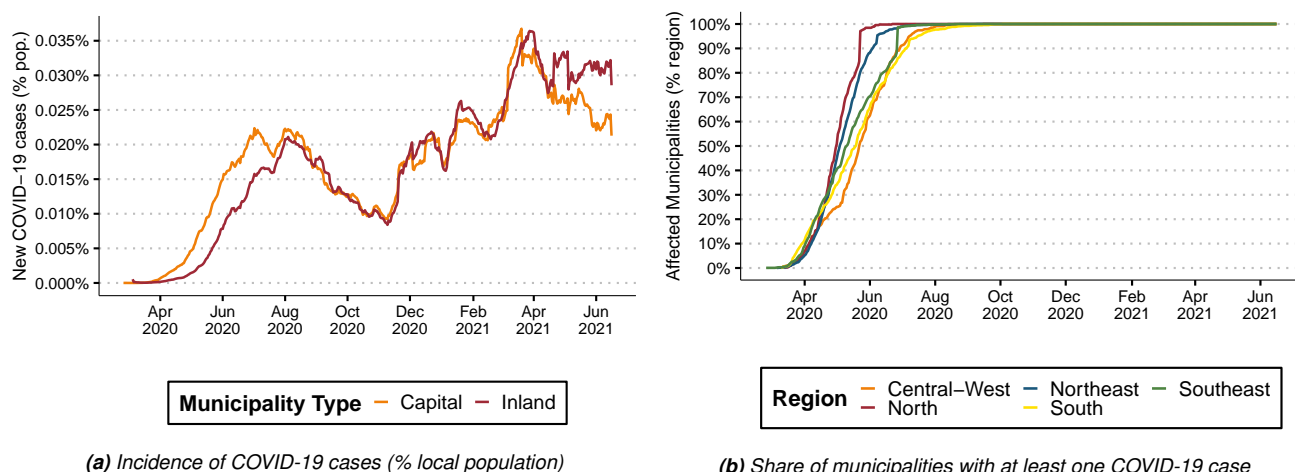 New COVID−19 cases (% pop.)
0.035%
0.030%
0.025%
0.020%
0.015%
0.010%
0.005%
0.000%
Apr 2020
Jun 2020
Aug 2020
Oct 2020
Dec 2020
Feb 2021
Apr 2021
Jun 2021
Municipality Type Capital Inland
(a) Incidence of COVID-19 cases (% local population)
Affected Municipalities (% region)
100%
90%
80%
70%
60%
50%
40%
30%
20%
10%
0%
Apr 2020
Jun 2020
Aug 2020
Oct 2020
Dec 2020
Feb 2021
Apr 2021
Jun 2021
Region
Central−West Northeast Southeast
North South
(b) Share of municipalities with at least one COVID-19 case